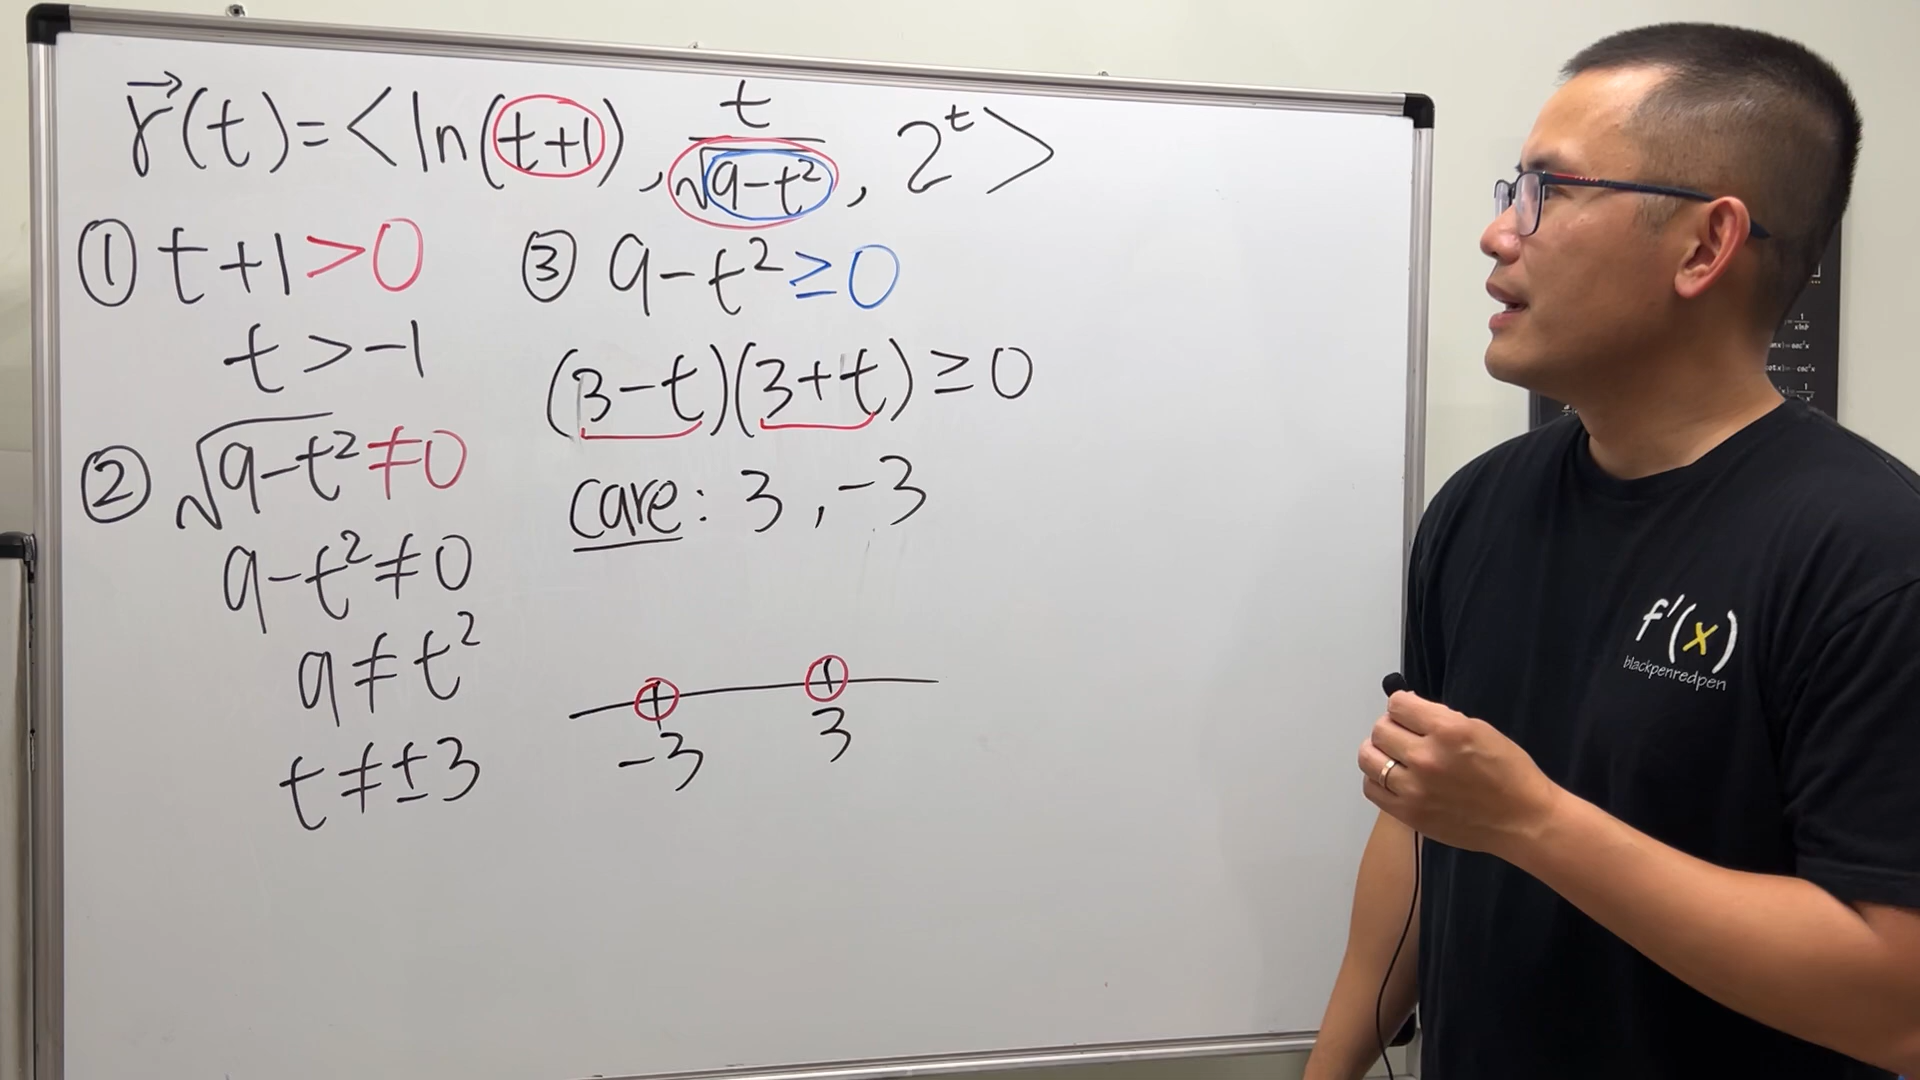 r⃗(t)=<ln(t+1), t/√(9-t²), 2^t>
① t+1>0
t>-1
② √(9-t²)≠0
9-t²≠0
9≠t²
t≠±3
③ 9-t²≥0
(3-t)(3+t)≥0
care: 3, -3
-3 3
f'(x)
blackpenredpen